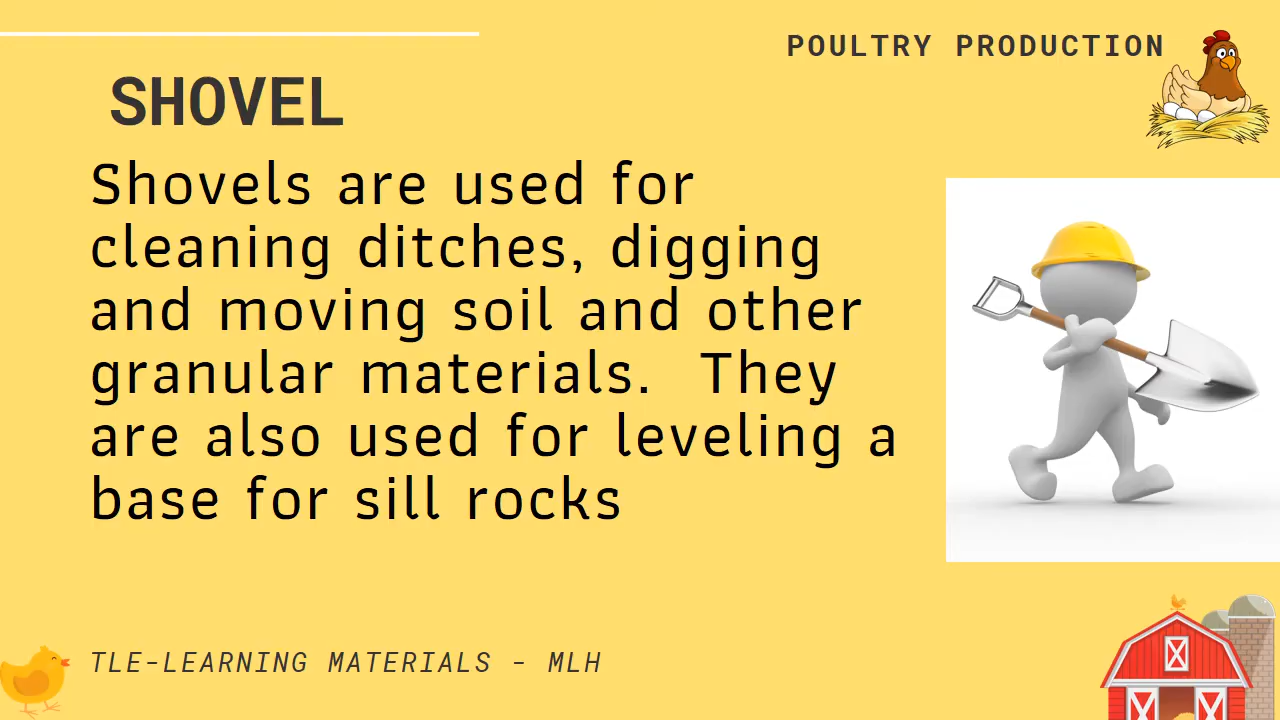 POULTRY PRODUCTION
SHOVEL
Shovels are used for
cleaning ditches, digging
and moving soil and other
granular materials.  They
are also used for leveling a
base for sill rocks
TLE-LEARNING MATERIALS - MLH